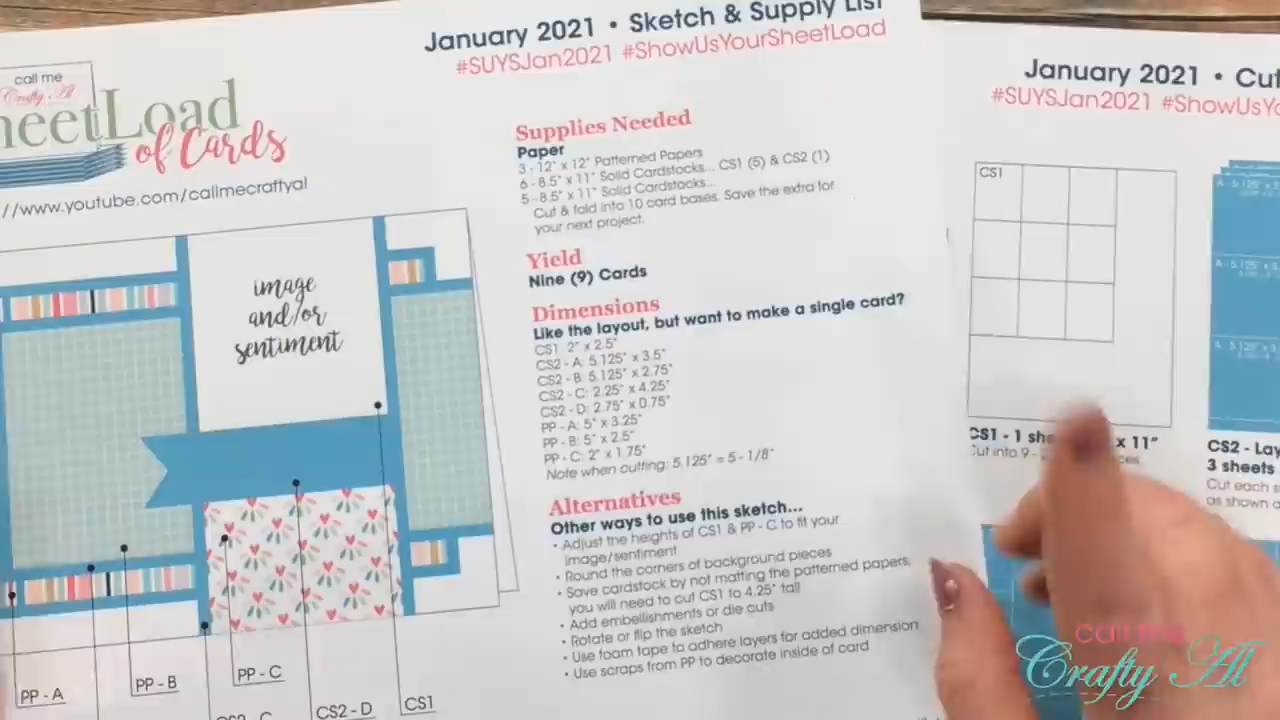 January 2021 • Sketch & Supply List
#SUYSJan2021 #ShowUsYourSheetLoad
call me
Crafty Al
heetLoad
of Cards
//www.youtube.com/callmecraftyal
image
and/or
sentiment
PP - A
PP - B
PP - C
CS2 - C
CS2 - D
CS1
Supplies Needed
Paper
3 - 12" x 12" Patterned Papers
6 - 8.5" x 11" Solid Cardstocks... CS1 (5) & CS2 (1)
5 - 8.5" x 11" Solid Cardstocks...
Cut & fold into 10 card bases. Save the extra for
your next project.
Yield
Nine (9) Cards
Dimensions
Like the layout, but want to make a single card?
CS1: 2" x 2.5"
CS2 - A: 5.125" x 3.5"
CS2 - B: 5.125" x 2.75"
CS2 - C: 2.25" x 4.25"
CS2 - D: 2.75" x 0.75"
PP - A: 5" x 3.25"
PP - B: 5" x 2.5"
PP - C: 2" x 1.75"
Note when cutting: 5.125" = 5 - 1/8"
Alternatives
Other ways to use this sketch...
• Adjust the heights of CS1 & PP - C to fit your
image/sentiment
• Round the corners of background pieces
• Save cardstock by not matting the patterned papers;
you will need to cut CS1 to 4.25" tall
• Add embellishments or die cuts
• Rotate or flip the sketch
• Use foam tape to adhere layers for added dimension
• Use scraps from PP to decorate inside of card
January 2021 • Cut
#SUYSJan2021 #ShowUsYo
CS1
CS1 - 1 she x 11"
Cut into 9 -
CS2 - Lay
3 sheets
Cut each s
as shown a
call me
Crafty Al